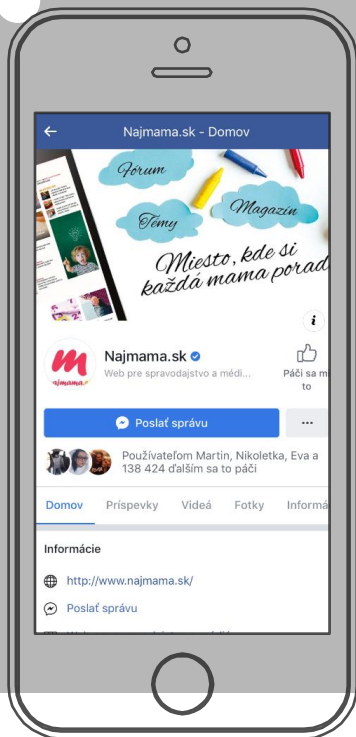 Najmama.sk - Domov
Fórum
Témy
Magazín
Miesto, kde si
každá mama porad
i
Najmama.sk
Web pre spravodajstvo a médi...
Páči sa m
to
najmama.
Poslať správu
...
Používateľom Martin, Nikoletka, Eva a
138 424 ďalším sa to páči
Domov Príspevky Videá Fotky Informá
Informácie
http://www.najmama.sk/
Poslať správu